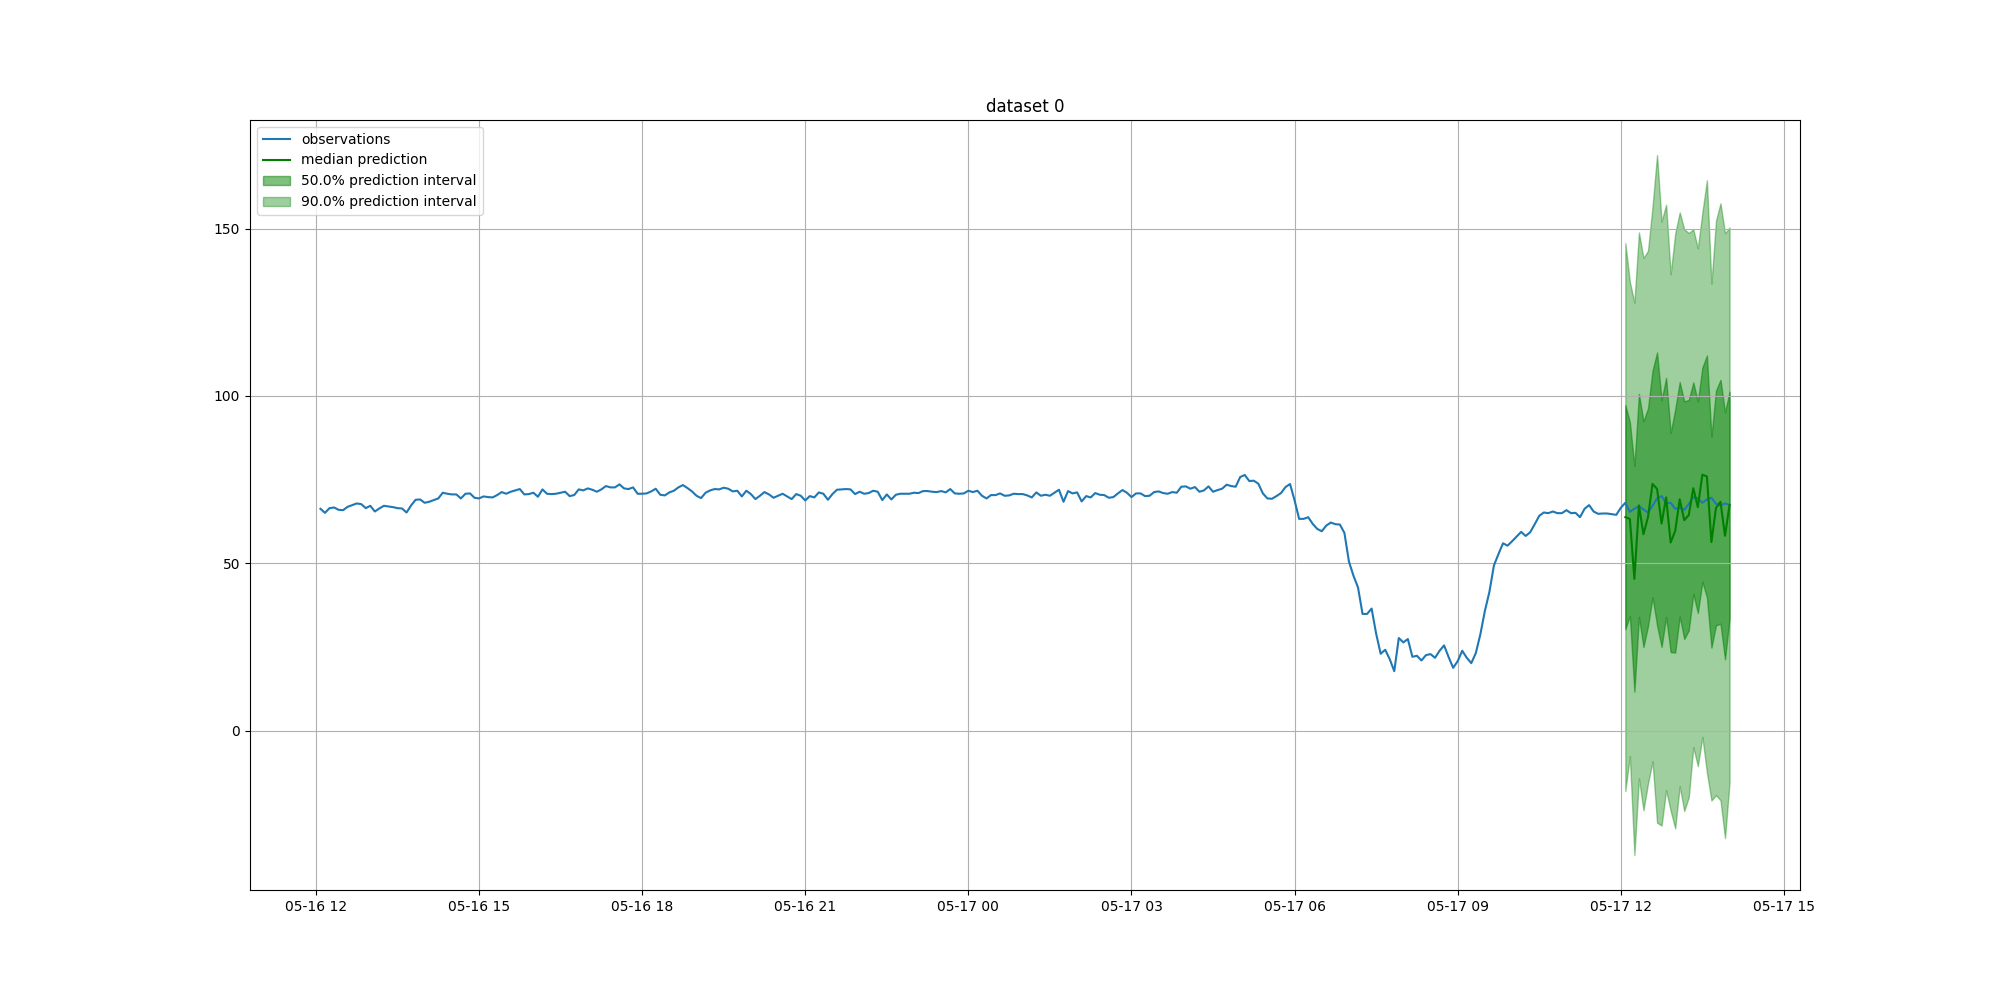 dataset 0
observations
median prediction
50.0% prediction interval
90.0% prediction interval
150
100
50
0
05-16 12
05-16 15
05-16 18
05-16 21
05-17 00
05-17 03
05-17 06
05-17 09
05-17 12
05-17 15